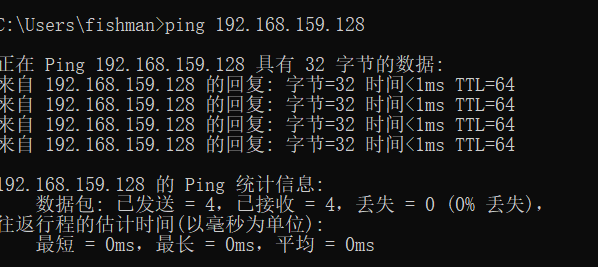 C:\Users\fishman>ping 192.168.159.128
正在 Ping 192.168.159.128 具有 32 字节的数据:
来自 192.168.159.128 的回复: 字节=32 时间<1ms TTL=64
来自 192.168.159.128 的回复: 字节=32 时间<1ms TTL=64
来自 192.168.159.128 的回复: 字节=32 时间<1ms TTL=64
来自 192.168.159.128 的回复: 字节=32 时间<1ms TTL=64
192.168.159.128 的 Ping 统计信息:
数据包: 已发送 = 4，已接收 = 4，丢失 = 0 (0% 丢失)，
往返行程的估计时间(以毫秒为单位):
最短 = 0ms，最长 = 0ms，平均 = 0ms